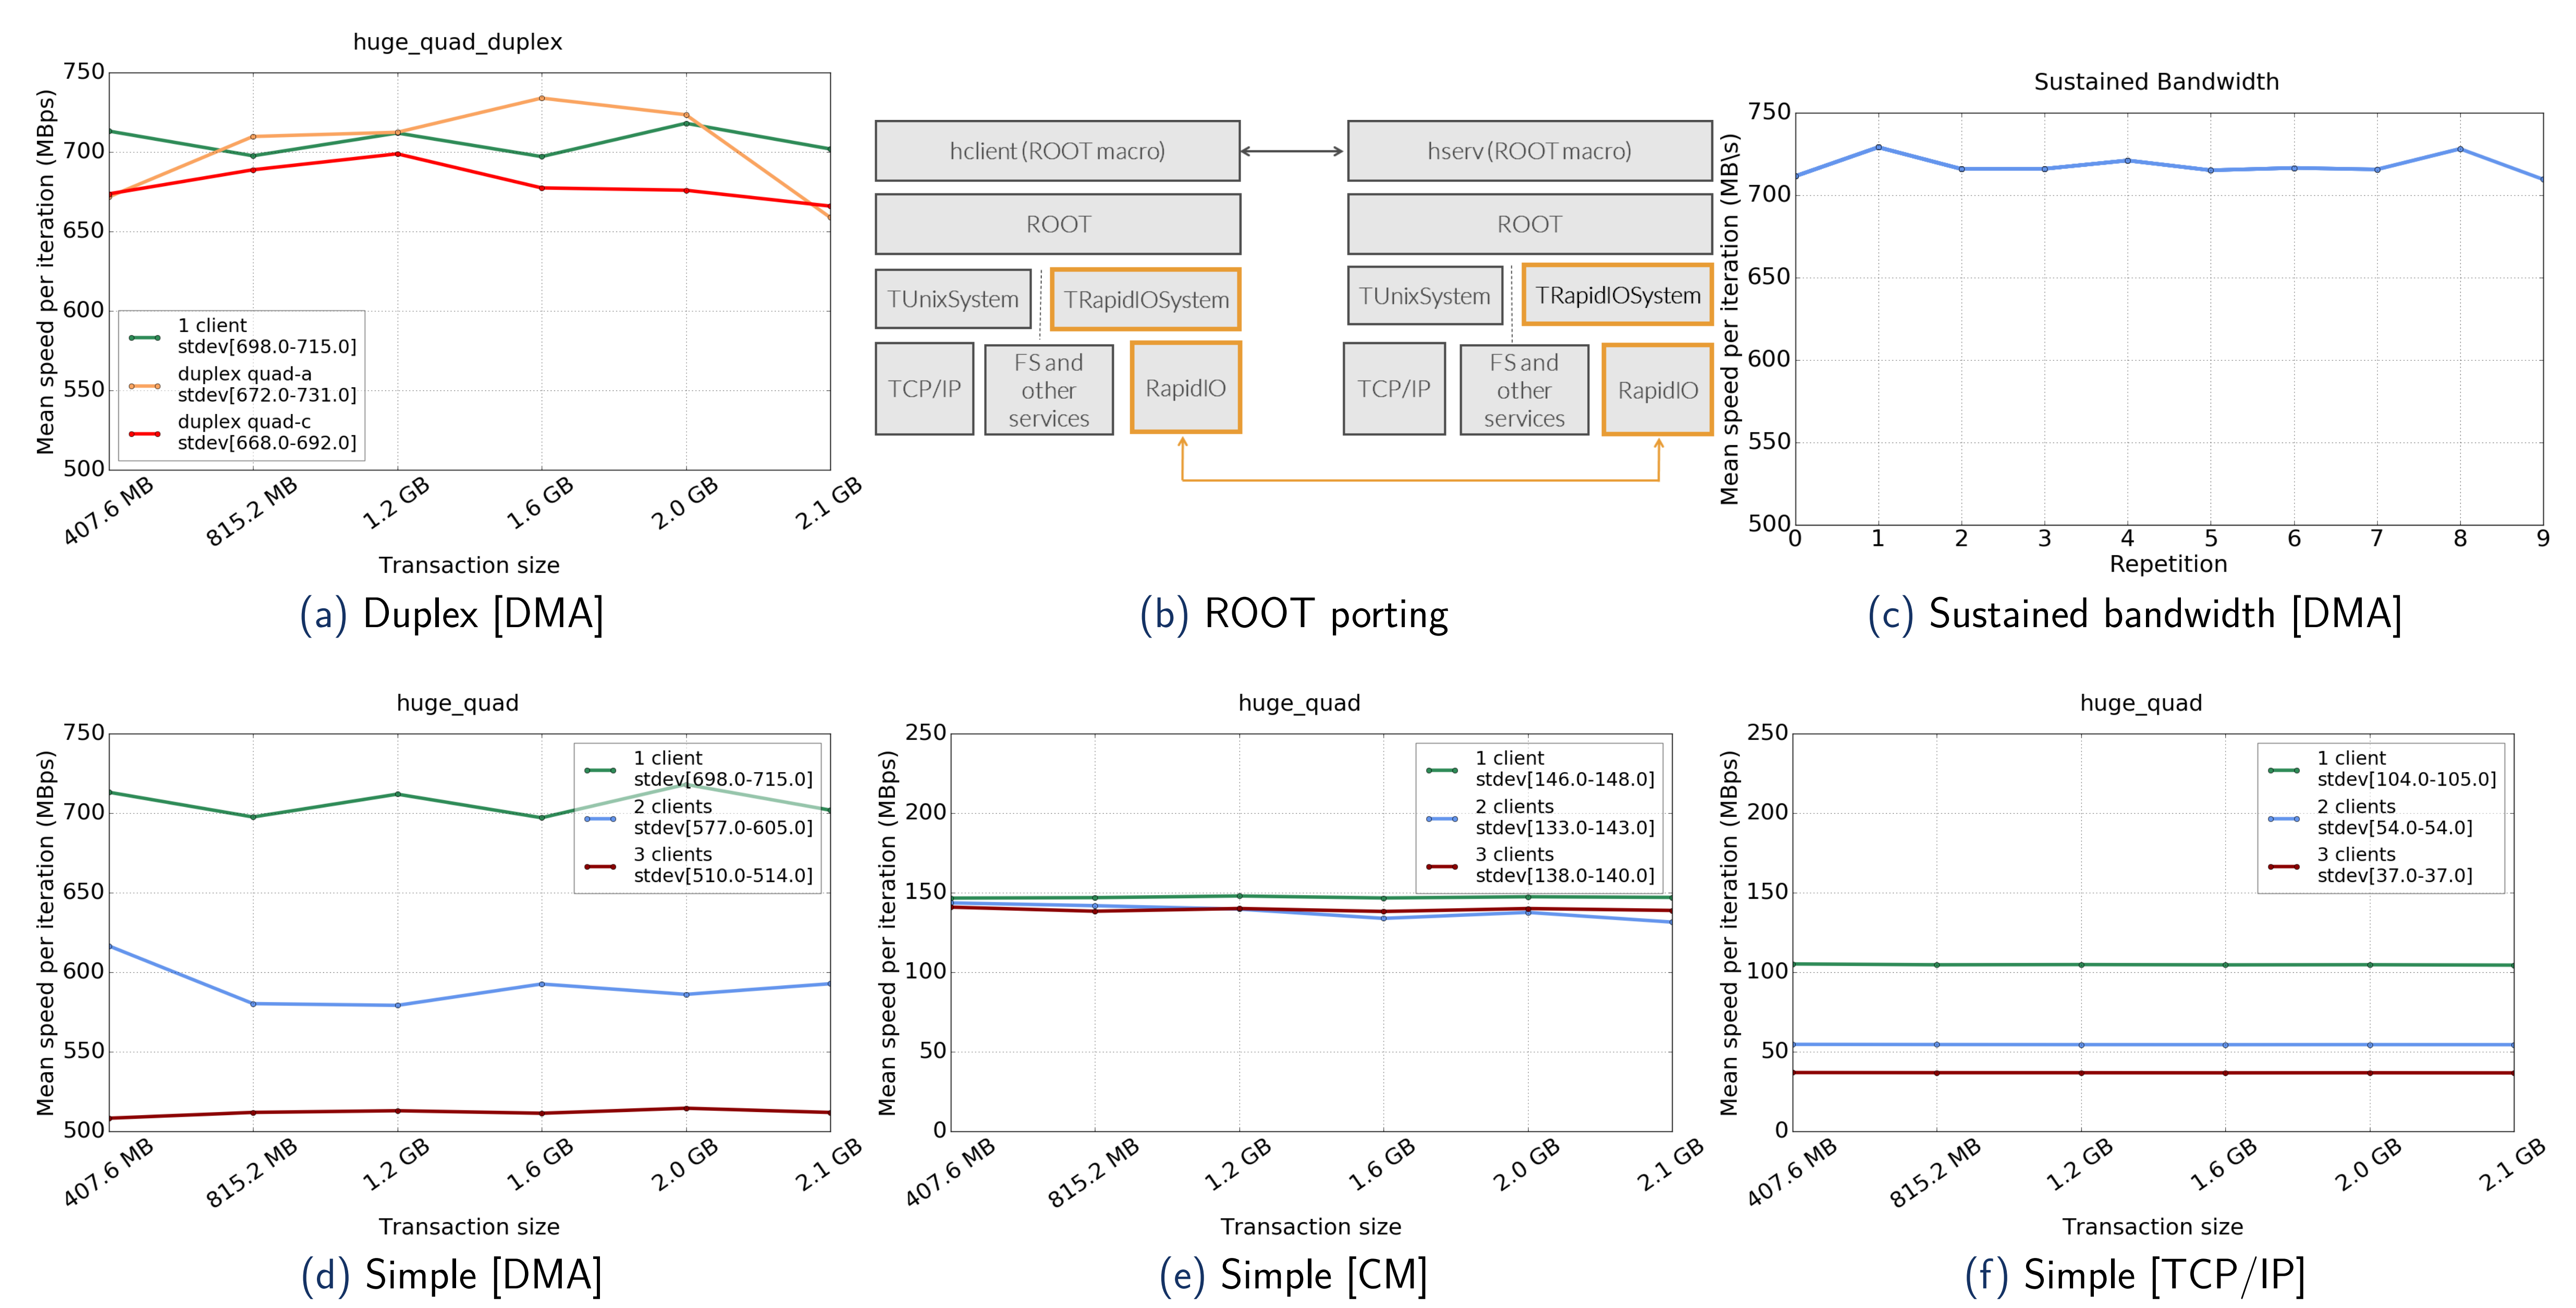 huge_quad_duplex
Mean speed per iteration (MBps)
750
700
650
600
550
500
1 client
stdev[698.0-715.0]
duplex quad-a
stdev[672.0-731.0]
duplex quad-c
stdev[668.0-692.0]
407.6 MB
815.2 MB
1.2 GB
1.6 GB
2.0 GB
2.1 GB
Transaction size
(a) Duplex [DMA]
hclient (ROOT macro)
hserv (ROOT macro)
ROOT
ROOT
TUnixSystem
TRapidIOSystem
TUnixSystem
TRapidIOSystem
TCP/IP
FS and
other
services
RapidIO
TCP/IP
FS and
other
services
RapidIO
(b) ROOT porting
Sustained Bandwidth
Mean speed per iteration (MB\s)
750
700
650
600
550
500
0 1 2 3 4 5 6 7 8 9
Repetition
(c) Sustained bandwidth [DMA]
huge_quad
Mean speed per iteration (MBps)
750
700
650
600
550
500
1 client
stdev[698.0-715.0]
2 clients
stdev[577.0-605.0]
3 clients
stdev[510.0-514.0]
407.6 MB
815.2 MB
1.2 GB
1.6 GB
2.0 GB
2.1 GB
Transaction size
(d) Simple [DMA]
huge_quad
Mean speed per iteration (MBps)
250
200
150
100
50
0
1 client
stdev[146.0-148.0]
2 clients
stdev[133.0-143.0]
3 clients
stdev[138.0-140.0]
407.6 MB
815.2 MB
1.2 GB
1.6 GB
2.0 GB
2.1 GB
Transaction size
(e) Simple [CM]
huge_quad
Mean speed per iteration (MBps)
250
200
150
100
50
0
1 client
stdev[104.0-105.0]
2 clients
stdev[54.0-54.0]
3 clients
stdev[37.0-37.0]
407.6 MB
815.2 MB
1.2 GB
1.6 GB
2.0 GB
2.1 GB
Transaction size
(f) Simple [TCP/IP]